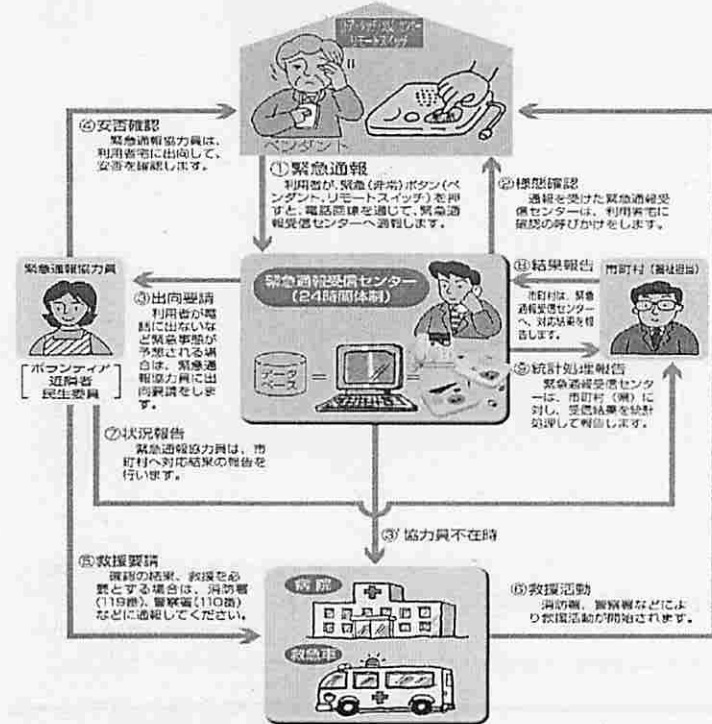 リモートスイッチ
ペンダント
④安否確認
緊急通報協力員は、
利用者宅に出向して、
安否を確認します。
①緊急通報
利用者が、緊急(非常)ボタン(ペ
ンダント、リモートスイッチ)を押
すと、電話回線を通じて、緊急通
報受信センターへ通報します。
②様態確認
通報を受けた緊急通報受
信センターは、利用者宅に
確認の呼びかけをします。
緊急通報協力員
[ボランティア
近隣者
民生委員]
③出向要請
利用者が電
話に出ないな
ど緊急事態が
予想される場
合は、緊急通
報協力員に出
向要請をしま
す。
緊急通報受信センター
(24時間体制)
データ
ベース
=
=
結果報告
市町村は、緊急
通報受信センター
へ、対応結果を報
告します。
市町村(福祉担当)
統計処理報告
緊急通報受信センタ
ーは、市町村(県)に
対し、受信結果を統計
処理して報告します。
⑦状況報告
緊急通報協力員は、市
町村へ対応結果の報告を
行います。
③'協力員不在時
⑤救援要請
確認の結果、救援を必
要とする場合は、消防署
(119番)、警察署(110番)
などに通報してください。
病院
救急車
⑥救援活動
消防署、警察署などによ
り救援活動が開始されます。